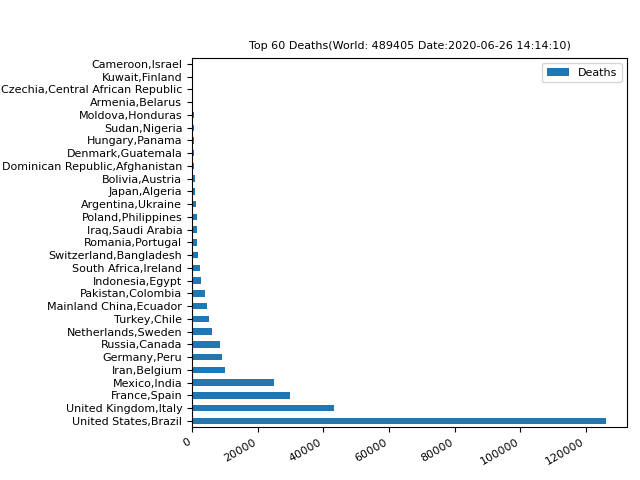 Top 60 Deaths(World: 489405 Date:2020-06-26 14:14:10)
Deaths
Cameroon,Israel
Kuwait,Finland
Czechia,Central African Republic
Armenia,Belarus
Moldova,Honduras
Sudan,Nigeria
Hungary,Panama
Denmark,Guatemala
Dominican Republic,Afghanistan
Bolivia,Austria
Japan,Algeria
Argentina,Ukraine
Poland,Philippines
Iraq,Saudi Arabia
Romania,Portugal
Switzerland,Bangladesh
South Africa,Ireland
Indonesia,Egypt
Pakistan,Colombia
Mainland China,Ecuador
Turkey,Chile
Netherlands,Sweden
Russia,Canada
Germany,Peru
Iran,Belgium
Mexico,India
France,Spain
United Kingdom,Italy
United States,Brazil
0 20000 40000 60000 80000 100000 120000